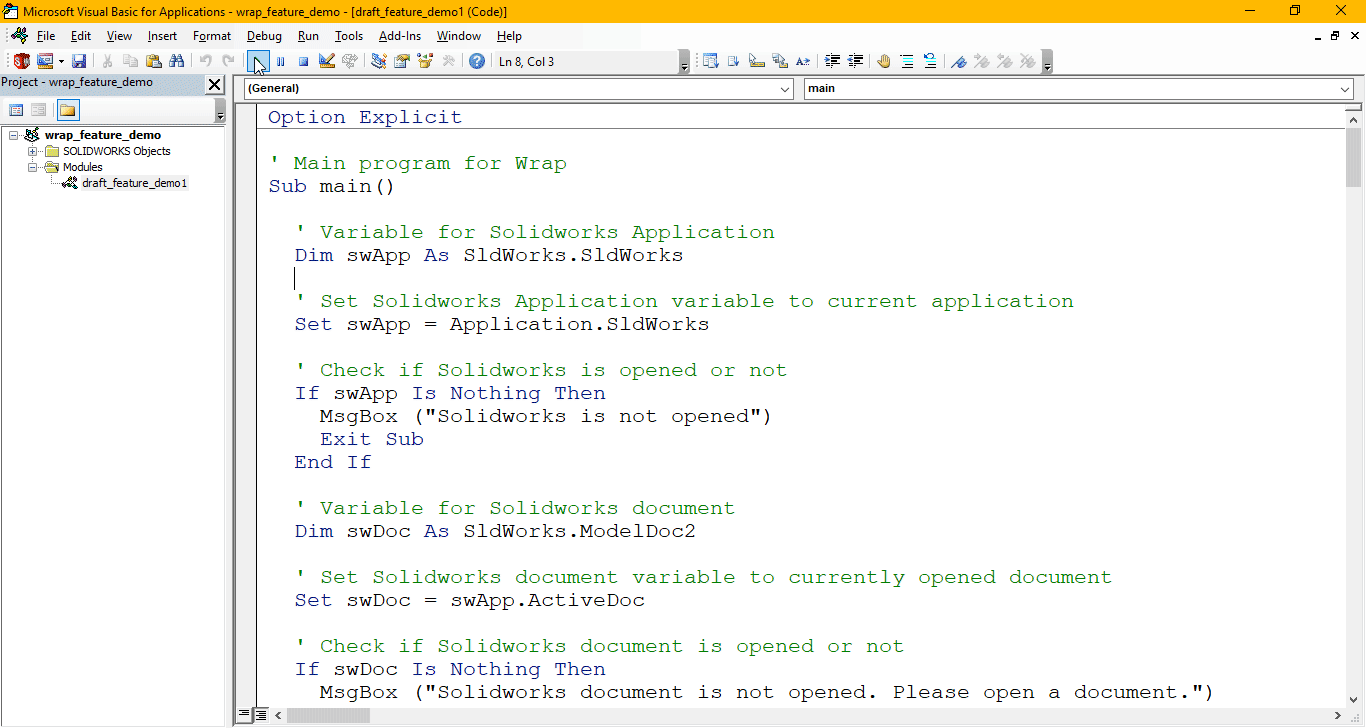 Microsoft Visual Basic for Applications - wrap_feature_demo - [draft_feature_demo1 (Code)]
File Edit View Insert Format Debug Run Tools Add-Ins Window Help
Ln 8, Col 3
Project - wrap_feature_demo
(General)
main
wrap_feature_demo
SOLIDWORKS Objects
Modules
draft_feature_demo1
Option Explicit
' Main program for Wrap
Sub main()
' Variable for Solidworks Application
Dim swApp As SldWorks.SldWorks
' Set Solidworks Application variable to current application
Set swApp = Application.SldWorks
' Check if Solidworks is opened or not
If swApp Is Nothing Then
MsgBox ("Solidworks is not opened")
Exit Sub
End If
' Variable for Solidworks document
Dim swDoc As SldWorks.ModelDoc2
' Set Solidworks document variable to currently opened document
Set swDoc = swApp.ActiveDoc
' Check if Solidworks document is opened or not
If swDoc Is Nothing Then
MsgBox ("Solidworks document is not opened. Please open a document.")